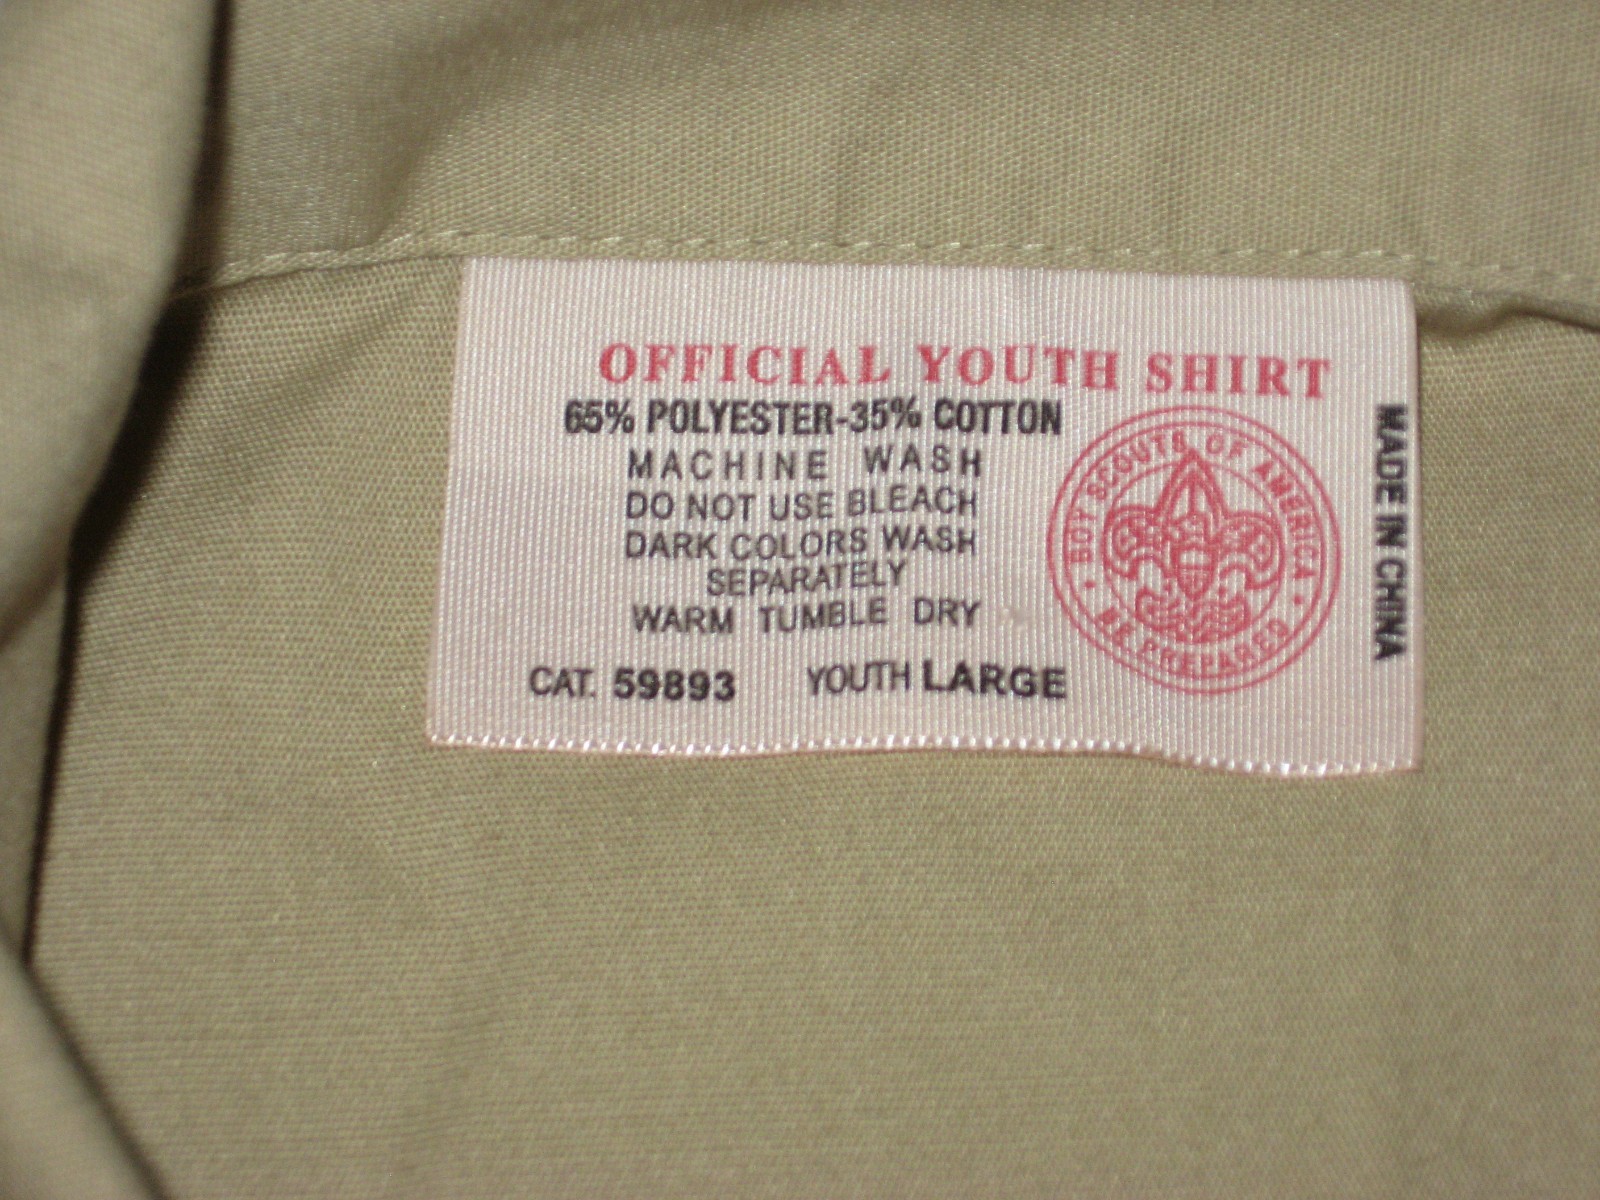 OFFICIAL YOUTH SHIRT
65% POLYESTER-35% COTTON
MACHINE WASH
DO NOT USE BLEACH
DARK COLORS WASH
SEPARATELY
WARM TUMBLE DRY
CAT. 59893 YOUTH LARGE
BOY SCOUTS OF AMERICA
BE PREPARED
MADE IN CHINA